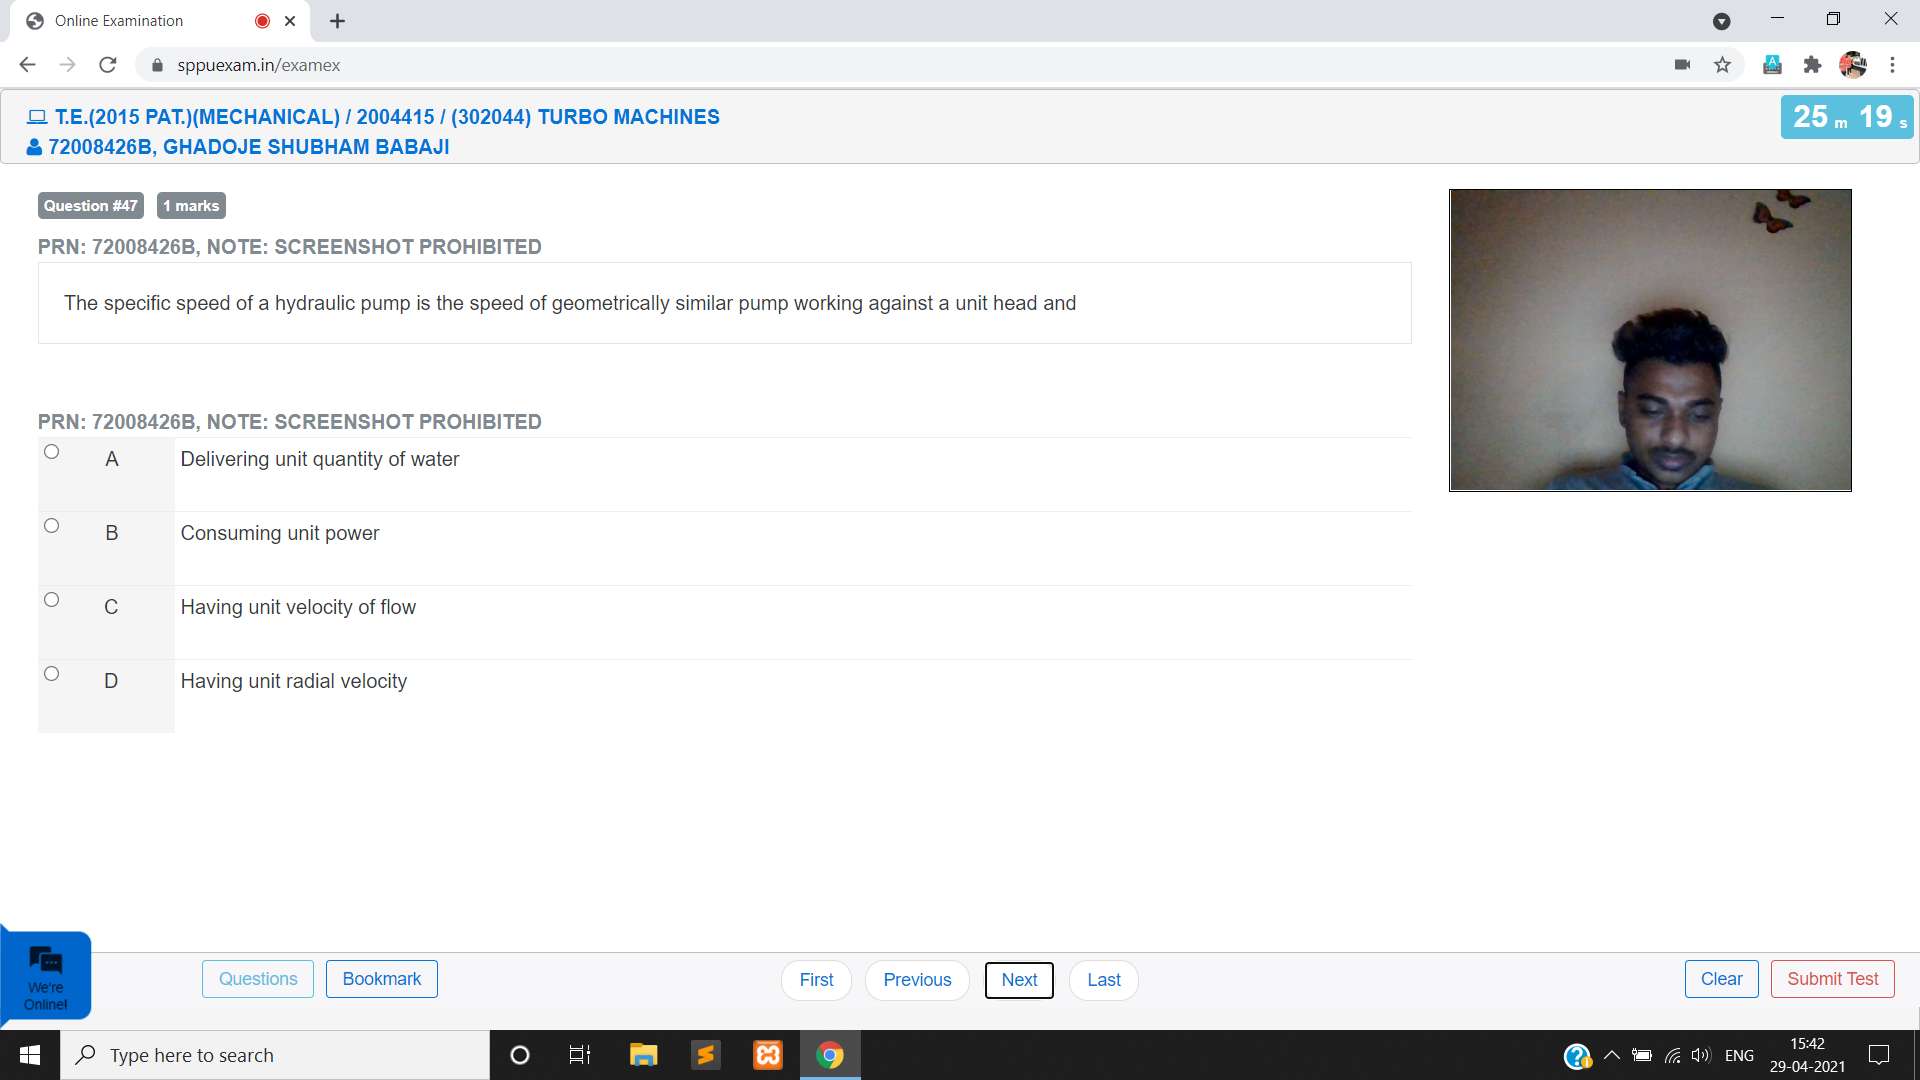 Online Examination
sppuexam.in/examex
T.E.(2015 PAT.)(MECHANICAL) / 2004415 / (302044) TURBO MACHINES
72008426B, GHADOJE SHUBHAM BABAJI
25 m 19 s
Question #47 1 marks
PRN: 72008426B, NOTE: SCREENSHOT PROHIBITED
The specific speed of a hydraulic pump is the speed of geometrically similar pump working against a unit head and
PRN: 72008426B, NOTE: SCREENSHOT PROHIBITED
A Delivering unit quantity of water
B Consuming unit power
C Having unit velocity of flow
D Having unit radial velocity
We're
Online!
Questions Bookmark First Previous Next Last Clear Submit Test
Type here to search
ENG
15:42
29-04-2021